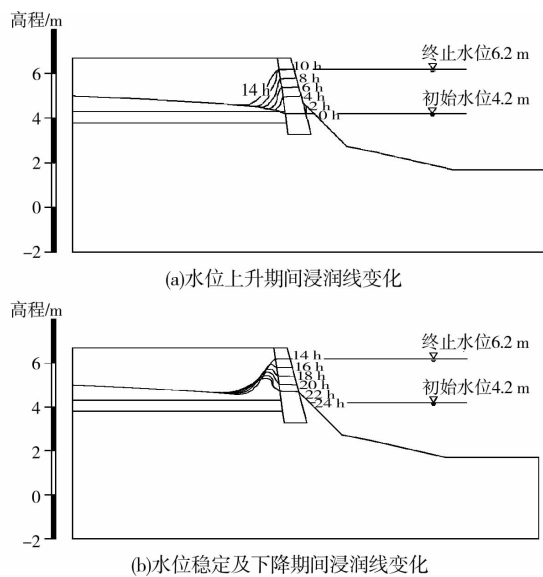 高程/m
终止水位6.2 m
初始水位4.2 m
6
4
2
0
−2
10 h
8 h
6 h
4 h
2 h
0 h
14 h
(a)水位上升期间浸润线变化
高程/m
终止水位6.2 m
初始水位4.2 m
6
4
2
0
−2
14 h
16 h
18 h
20 h
22 h
24 h
(b)水位稳定及下降期间浸润线变化